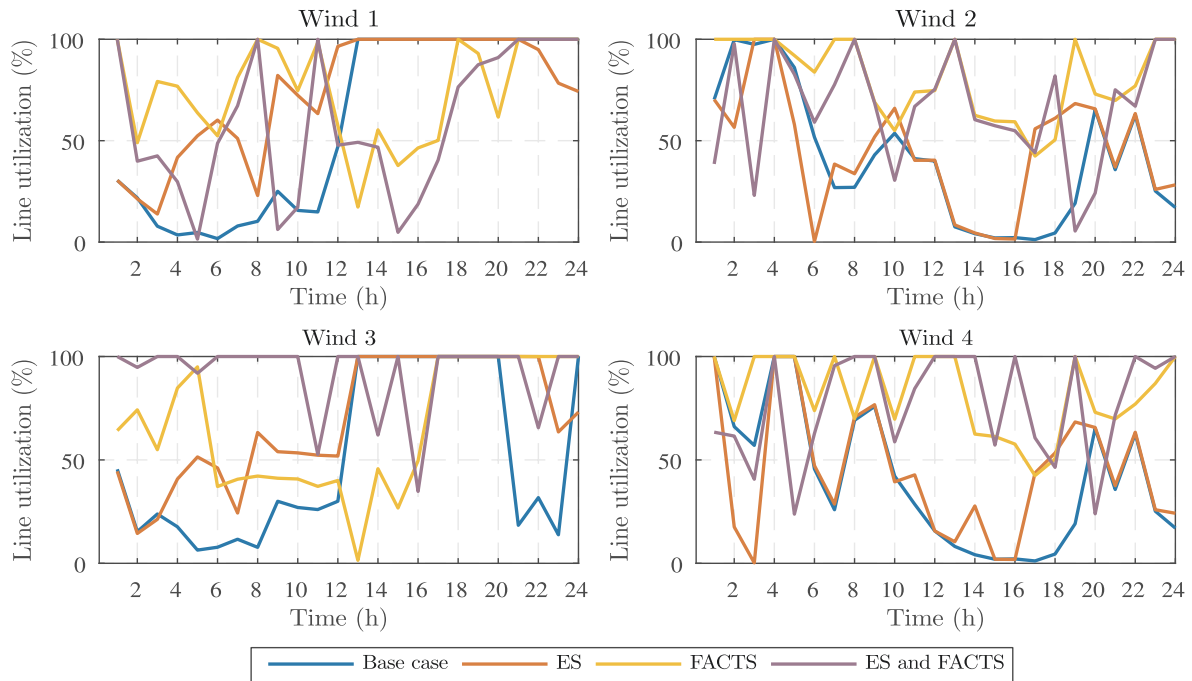 Wind 1
Line utilization (%)
100
50
0
2 4 6 8 10 12 14 16 18 20 22 24
Time (h)
Wind 2
Line utilization (%)
100
50
0
2 4 6 8 10 12 14 16 18 20 22 24
Time (h)
Wind 3
Line utilization (%)
100
50
0
2 4 6 8 10 12 14 16 18 20 22 24
Time (h)
Wind 4
Line utilization (%)
100
50
0
2 4 6 8 10 12 14 16 18 20 22 24
Time (h)
Base case ES FACTS ES and FACTS